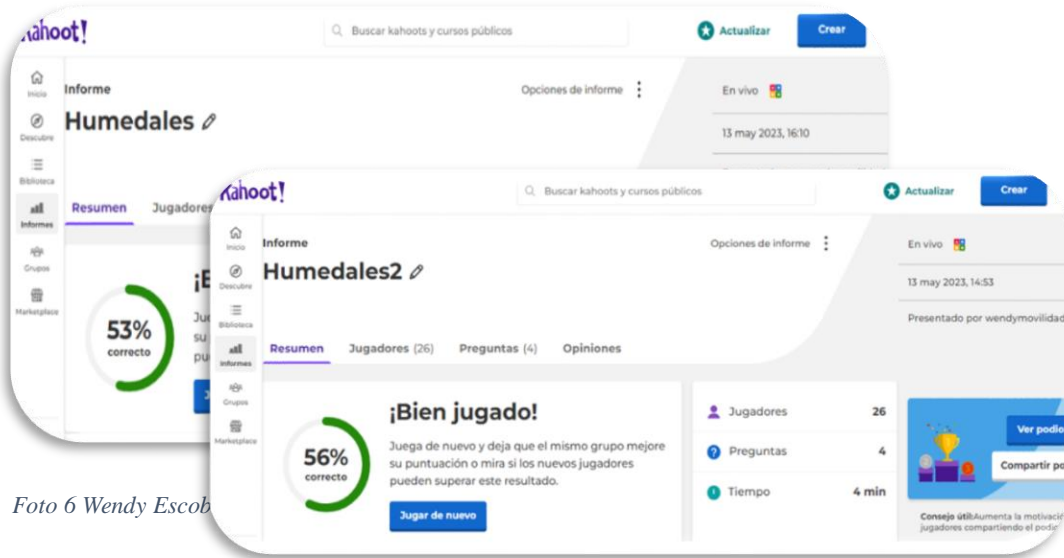 Kahoot!
Buscar kahoots y cursos públicos
Actualizar
Crear
Inicio
Descubre
Biblioteca
Informes
Grupos
Marketplace
Informe
Opciones de informe
Humedales
En vivo
13 may 2023, 16:10
Resumen
Jugadores
53%
correcto
Kahoot!
Buscar kahoots y cursos públicos
Actualizar
Crear
Inicio
Descubre
Biblioteca
Informes
Grupos
Marketplace
Informe
Opciones de informe
Humedales2
En vivo
13 may 2023, 14:53
Presentado por wendymovilidad
Resumen
Jugadores (26)
Preguntas (4)
Opiniones
56%
correcto
¡Bien jugado!
Juega de nuevo y deja que el mismo grupo mejore
su puntuación o mira si los nuevos jugadores
pueden superar este resultado.
Jugar de nuevo
Jugadores 26
Preguntas 4
Tiempo 4 min
Ver podio
Compartir
Consejo útil: Aumenta la
jugadores compartiendo el
Foto 6 Wendy